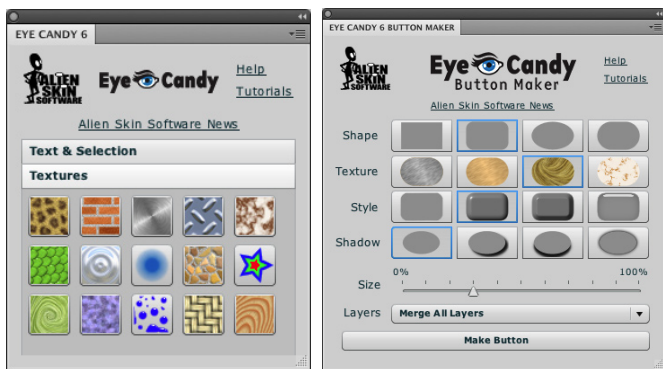 EYE CANDY 6
ALIEN SKIN SOFTWARE
Eye Candy
Help
Tutorials
Alien Skin Software News
Text & Selection
Textures
EYE CANDY 6 BUTTON MAKER
ALIEN SKIN SOFTWARE
Eye Candy
Button Maker
Help
Tutorials
Alien Skin Software News
Shape
Texture
Style
Shadow
0% 100%
Size
Layers Merge All Layers
Make Button